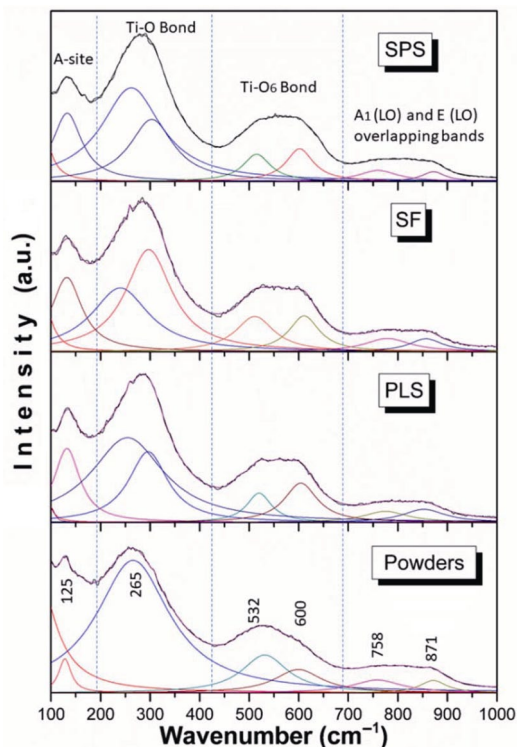 Ti-O Bond
SPS
A-site
Ti-O6 Bond
A1 (LO) and E (LO)
overlapping bands
SF
PLS
Powders
125
265
532
600
758
871
Intensity (a.u.)
100 200 300 400 500 600 700 800 900 1000
Wavenumber (cm⁻¹)